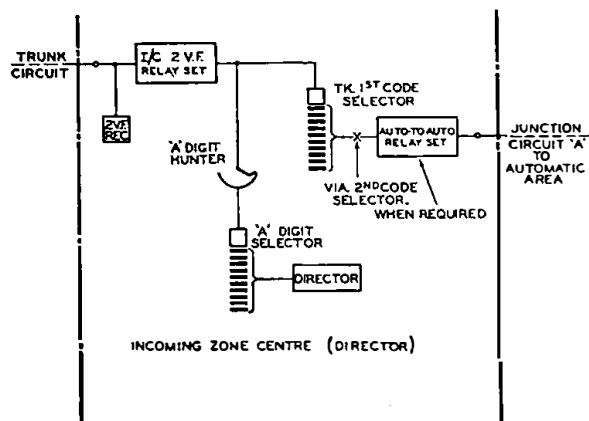 TRUNK
CIRCUIT
I/C 2 V.F.
RELAY SET
2 V.F.
REC
'A' DIGIT
HUNTER
TK. 1ST CODE
SELECTOR
AUTO-TO AUTO
RELAY SET
JUNCTION
CIRCUIT 'A'
TO
AUTOMATIC
AREA
VIA. 2ND CODE
SELECTOR.
WHEN REQUIRED
'A' DIGIT
SELECTOR
DIRECTOR
INCOMING ZONE CENTRE (DIRECTOR)